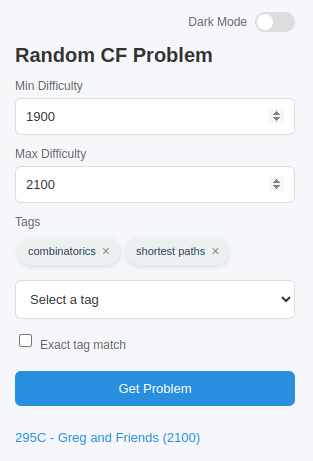 Dark Mode
Random CF Problem
Min Difficulty
1900
Max Difficulty
2100
Tags
combinatorics × shortest paths ×
Select a tag
Exact tag match
Get Problem
295C - Greg and Friends (2100)